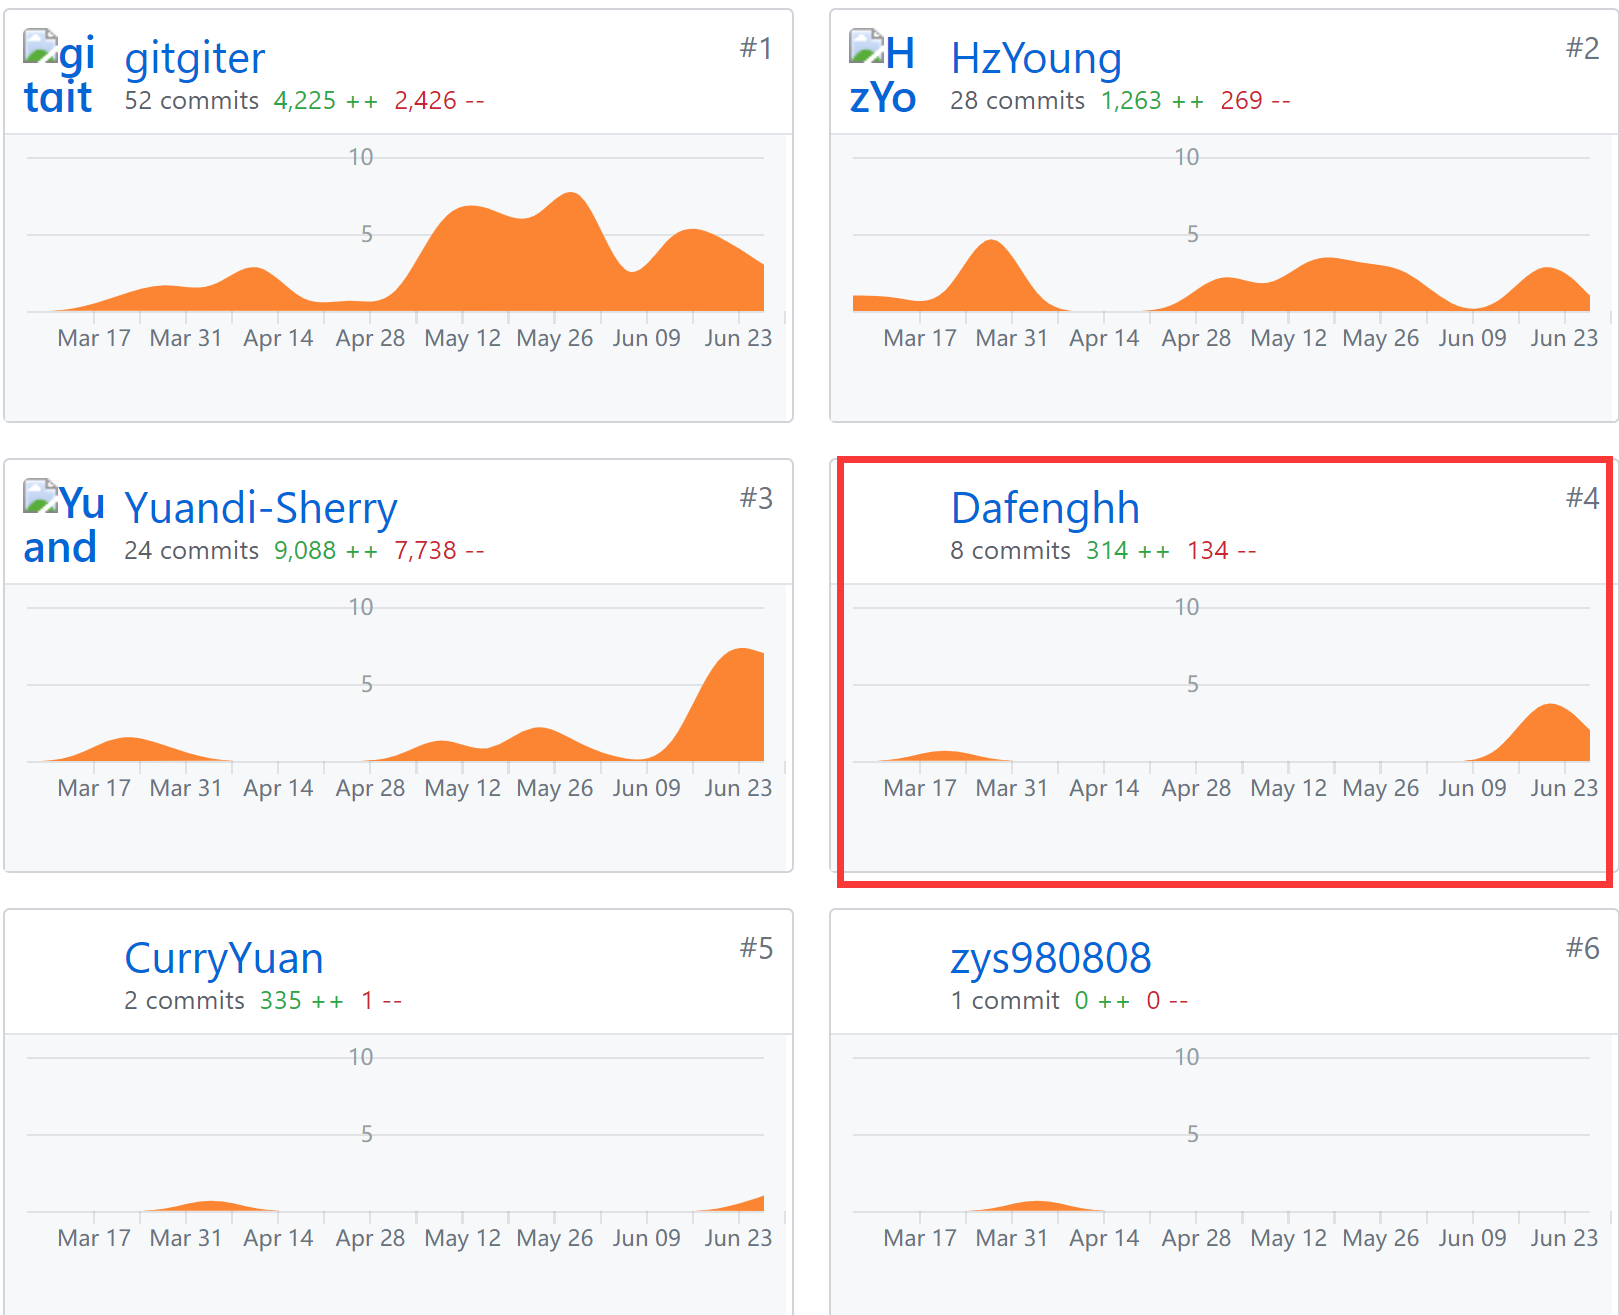 gi
tait
gitgiter
#1
52 commits 4,225 ++ 2,426 --
10
5
Mar 17 Mar 31 Apr 14 Apr 28 May 12 May 26 Jun 09 Jun 23
H
zYo
HzYoung
#2
28 commits 1,263 ++ 269 --
10
5
Mar 17 Mar 31 Apr 14 Apr 28 May 12 May 26 Jun 09 Jun 23
Yu
and
Yuandi-Sherry
#3
24 commits 9,088 ++ 7,738 --
10
5
Mar 17 Mar 31 Apr 14 Apr 28 May 12 May 26 Jun 09 Jun 23
Dafenghh
#4
8 commits 314 ++ 134 --
10
5
Mar 17 Mar 31 Apr 14 Apr 28 May 12 May 26 Jun 09 Jun 23
CurryYuan
#5
2 commits 335 ++ 1 --
10
5
Mar 17 Mar 31 Apr 14 Apr 28 May 12 May 26 Jun 09 Jun 23
zys980808
#6
1 commit 0 ++ 0 --
10
5
Mar 17 Mar 31 Apr 14 Apr 28 May 12 May 26 Jun 09 Jun 23